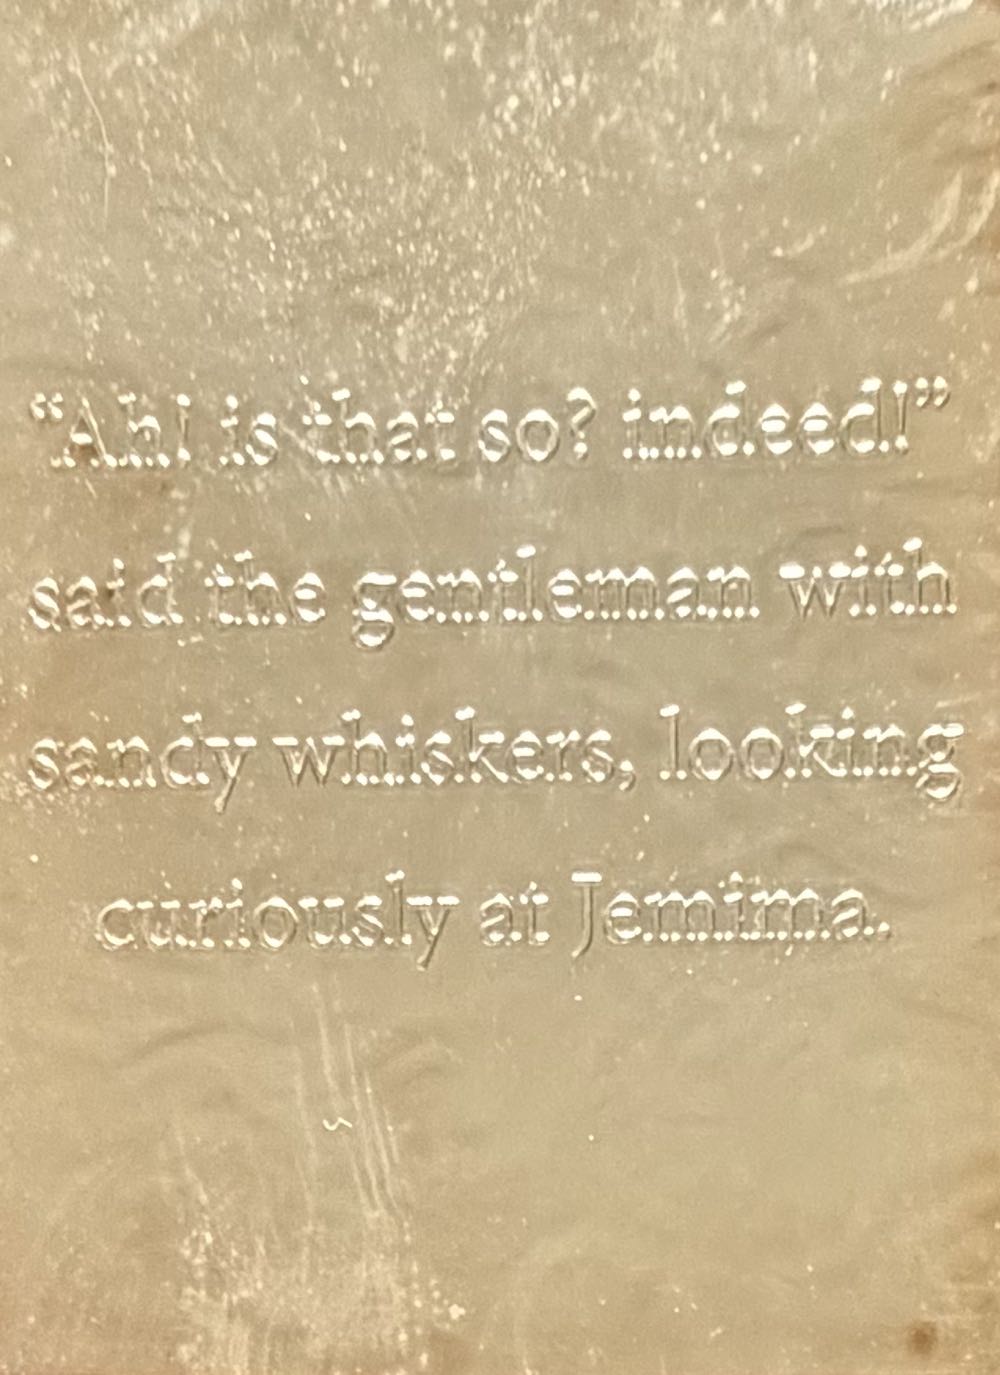 “Ah! is that so? indeed!”
said the gentleman with
sandy whiskers, looking
curiously at Jemima.